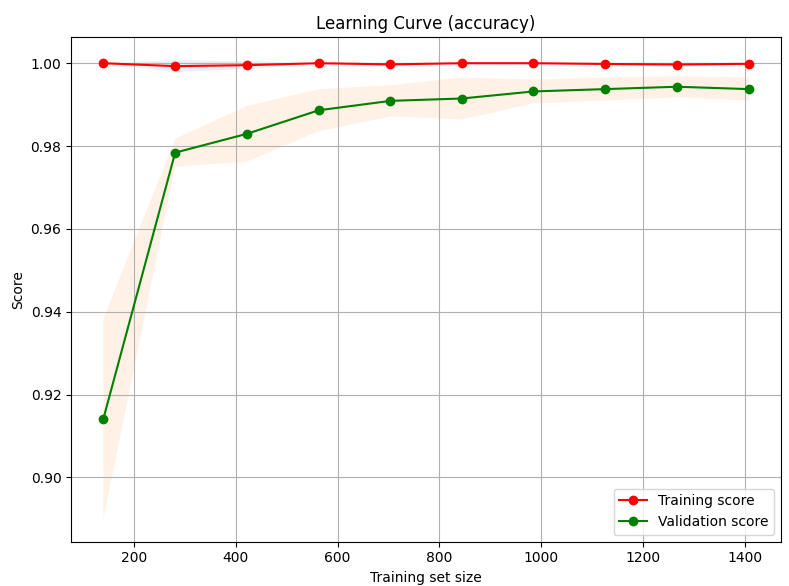 Learning Curve (accuracy)
1.00
0.98
0.96
0.94
0.92
0.90
Score
200 400 600 800 1000 1200 1400
Training set size
Training score
Validation score